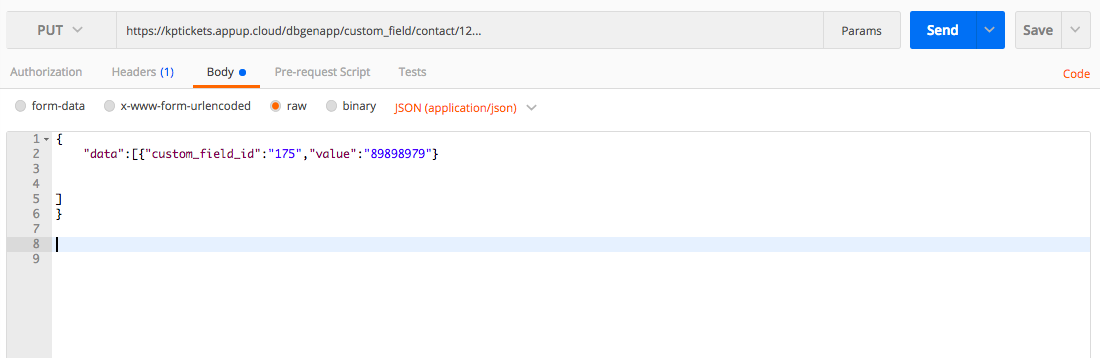 PUT https://kptickets.appup.cloud/dbgenapp/custom_field/contact/12... Params Send Save
Authorization Headers (1) Body Pre-request Script Tests Code
form-data x-www-form-urlencoded raw binary JSON (application/json)
1 {
2 "data":[{"custom_field_id":"175","value":"89898979"}
3
4
5 ]
6 }
7
8
9